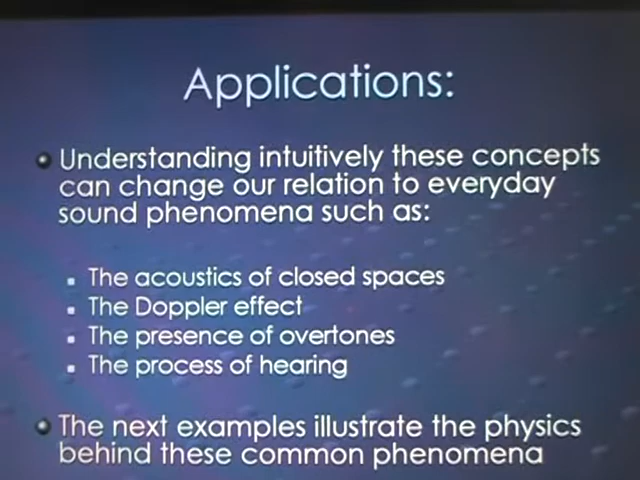 Applications:
Understanding intuitively these concepts
can change our relation to everyday
sound phenomena such as:
The acoustics of closed spaces
The Doppler effect
The presence of overtones
The process of hearing
The next examples illustrate the physics
behind these common phenomena